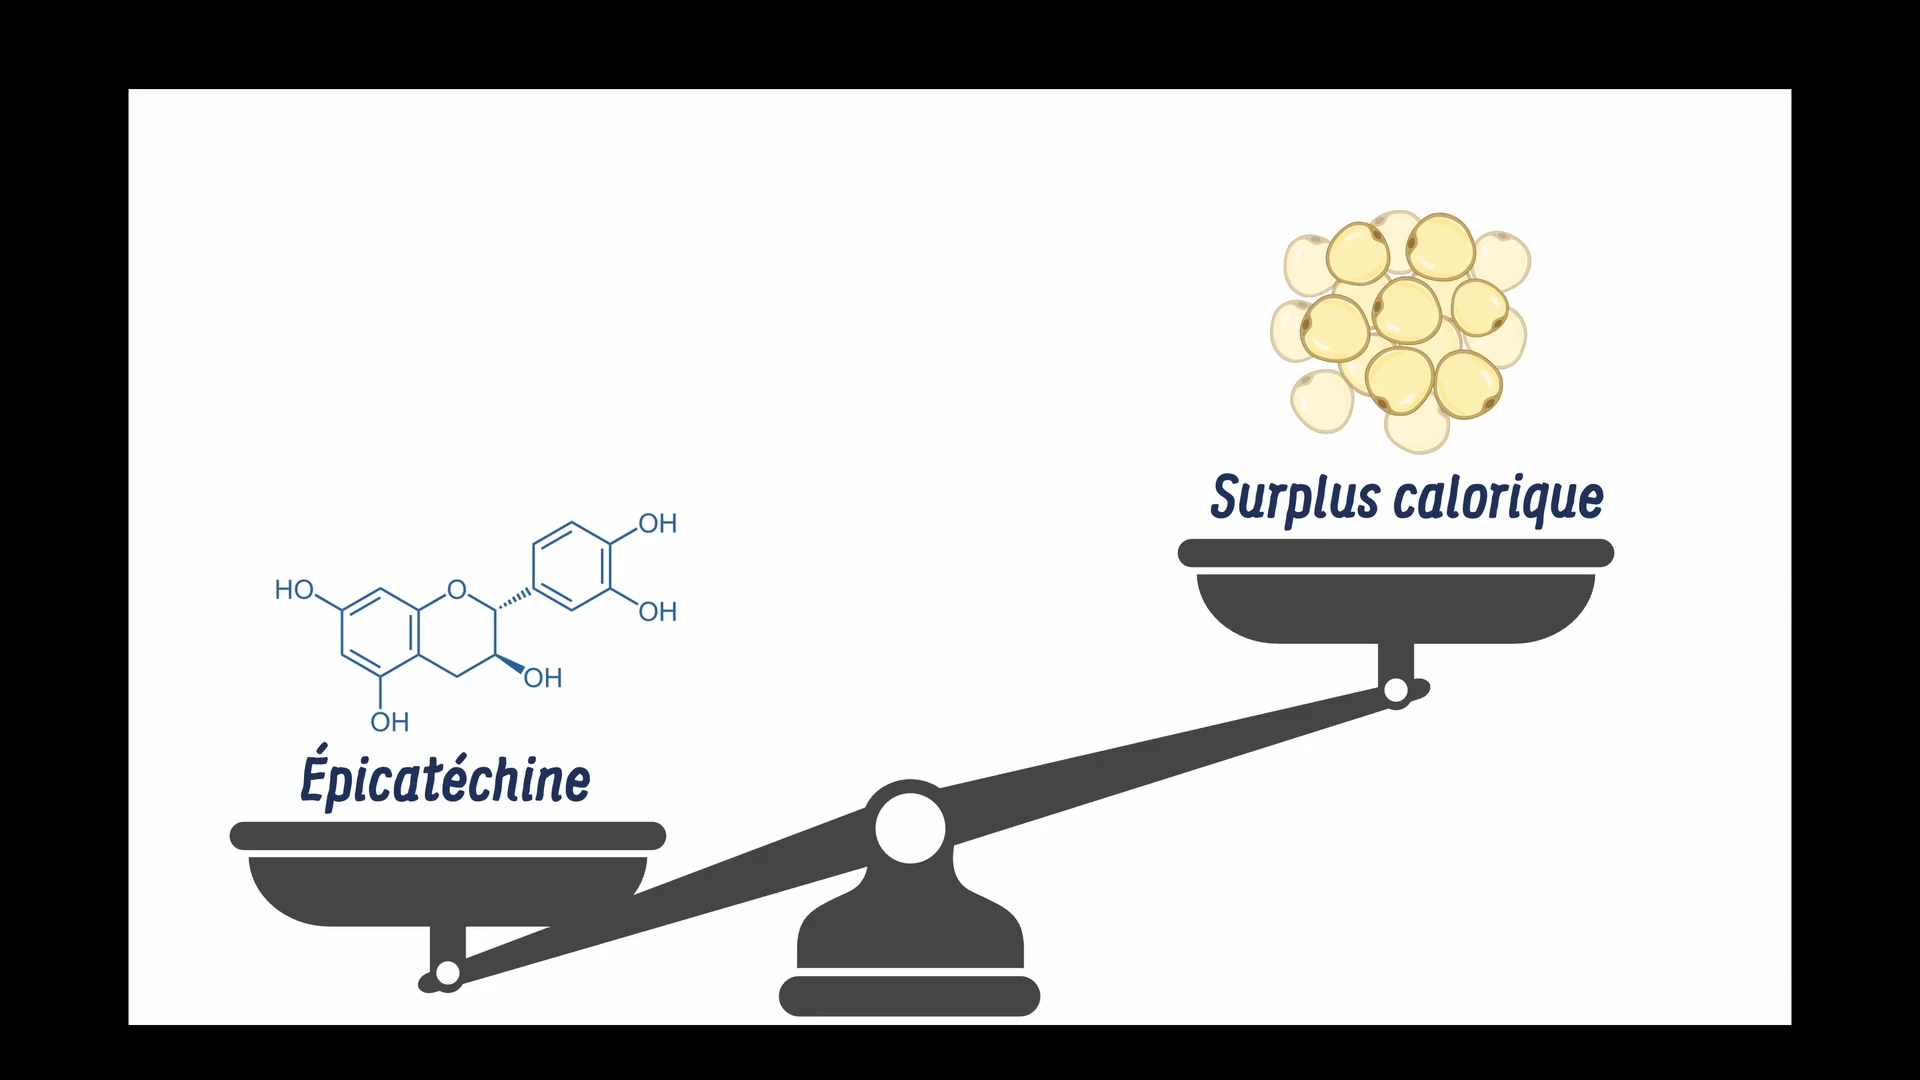 Surplus calorique
OH
HO
O
OH
OH
OH
Épicatéchine